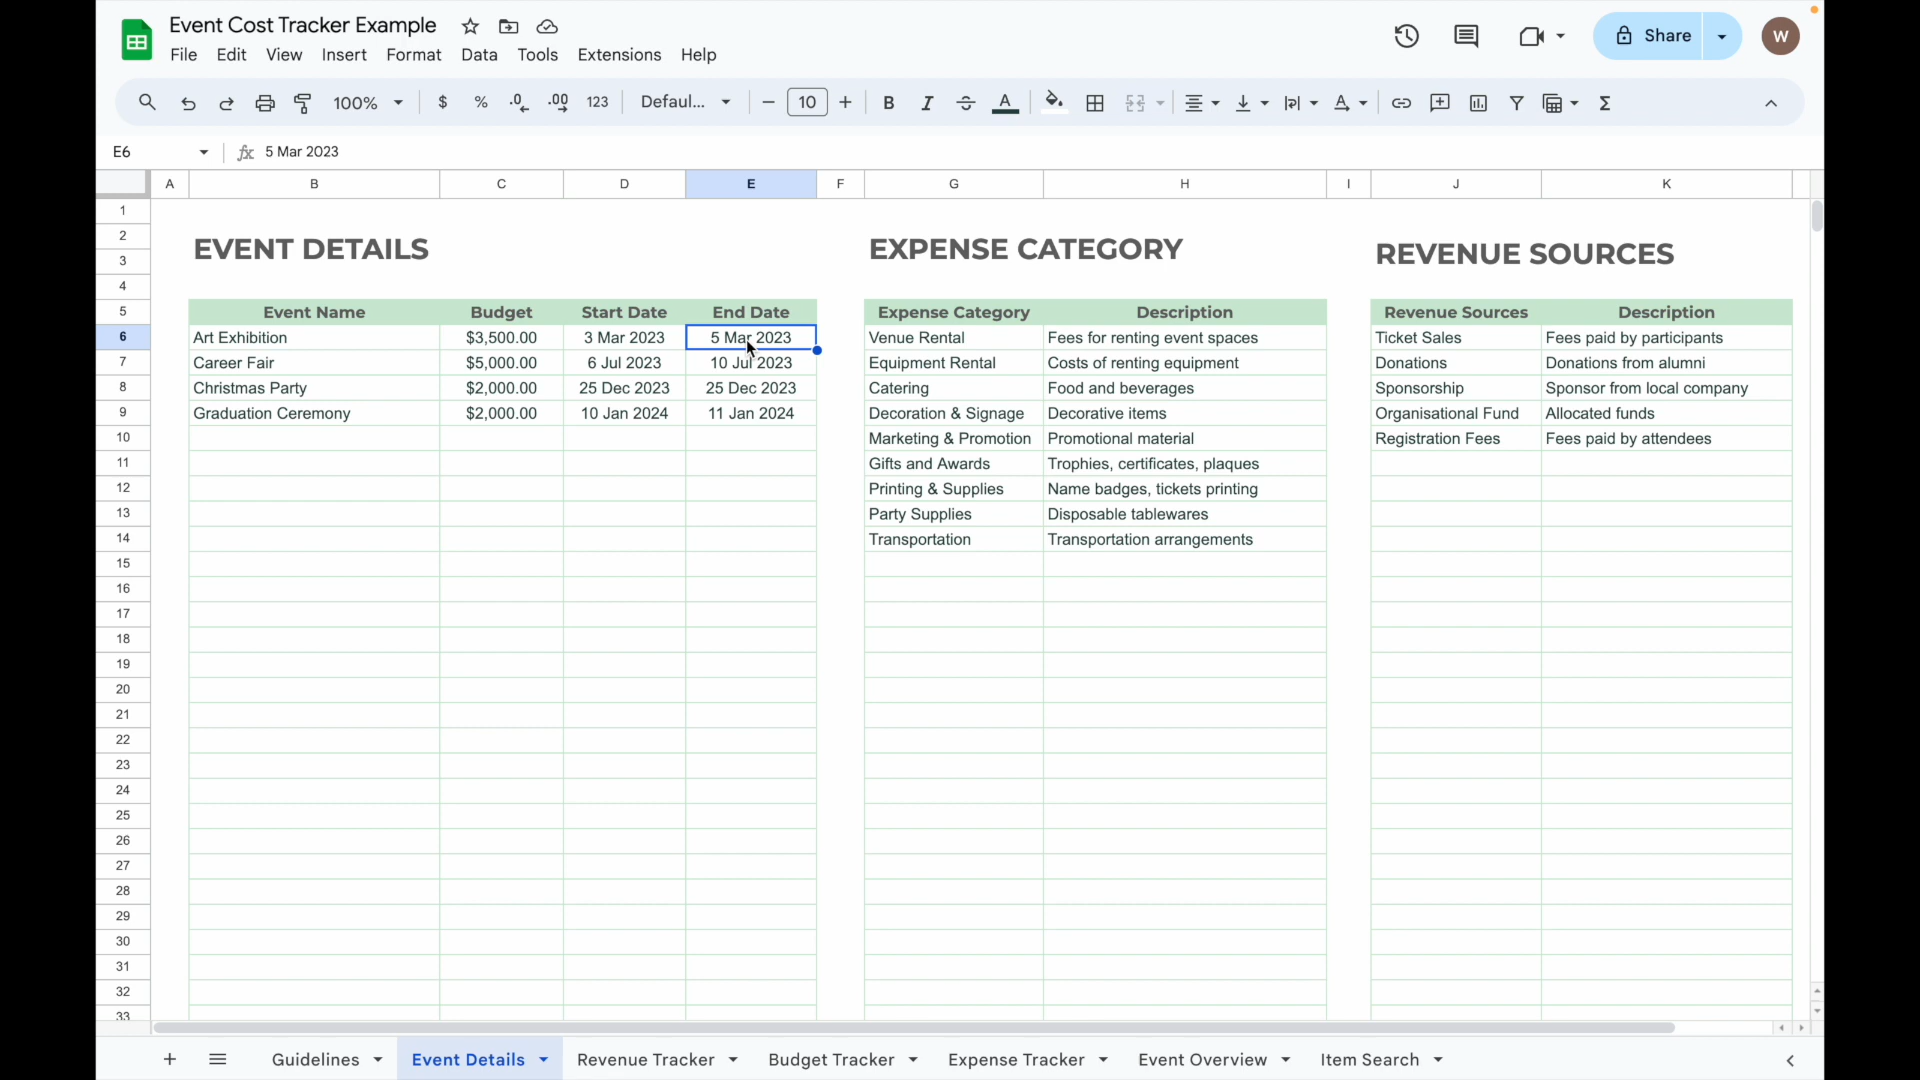 Event Cost Tracker Example
File Edit View Insert Format Data Tools Extensions Help
Share
W
100% $ % .0 .00 123 Defaul... 10 B I A
E6 fx 5 Mar 2023
A B C D E F G H I J K
1
2
3
4
EVENT DETAILS EXPENSE CATEGORY REVENUE SOURCES
5 Event Name Budget Start Date End Date Expense Category Description Revenue Sources Description
6 Art Exhibition $3,500.00 3 Mar 2023 5 Mar 2023 Venue Rental Fees for renting event spaces Ticket Sales Fees paid by participants
7 Career Fair $5,000.00 6 Jul 2023 10 Jul 2023 Equipment Rental Costs of renting equipment Donations Donations from alumni
8 Christmas Party $2,000.00 25 Dec 2023 25 Dec 2023 Catering Food and beverages Sponsorship Sponsor from local company
9 Graduation Ceremony $2,000.00 10 Jan 2024 11 Jan 2024 Decoration & Signage Decorative items Organisational Fund Allocated funds
10 Marketing & Promotion Promotional material Registration Fees Fees paid by attendees
11 Gifts and Awards Trophies, certificates, plaques
12 Printing & Supplies Name badges, tickets printing
13 Party Supplies Disposable tablewares
14 Transportation Transportation arrangements
15
16
17
18
19
20
21
22
23
24
25
26
27
28
29
30
31
32
33
Guidelines Event Details Revenue Tracker Budget Tracker Expense Tracker Event Overview Item Search